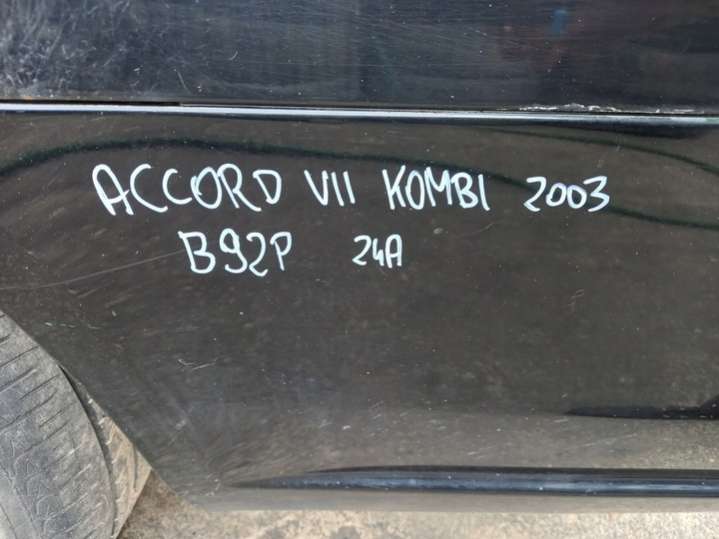 ACCORD VII KOMBI 2003
B92P 24A